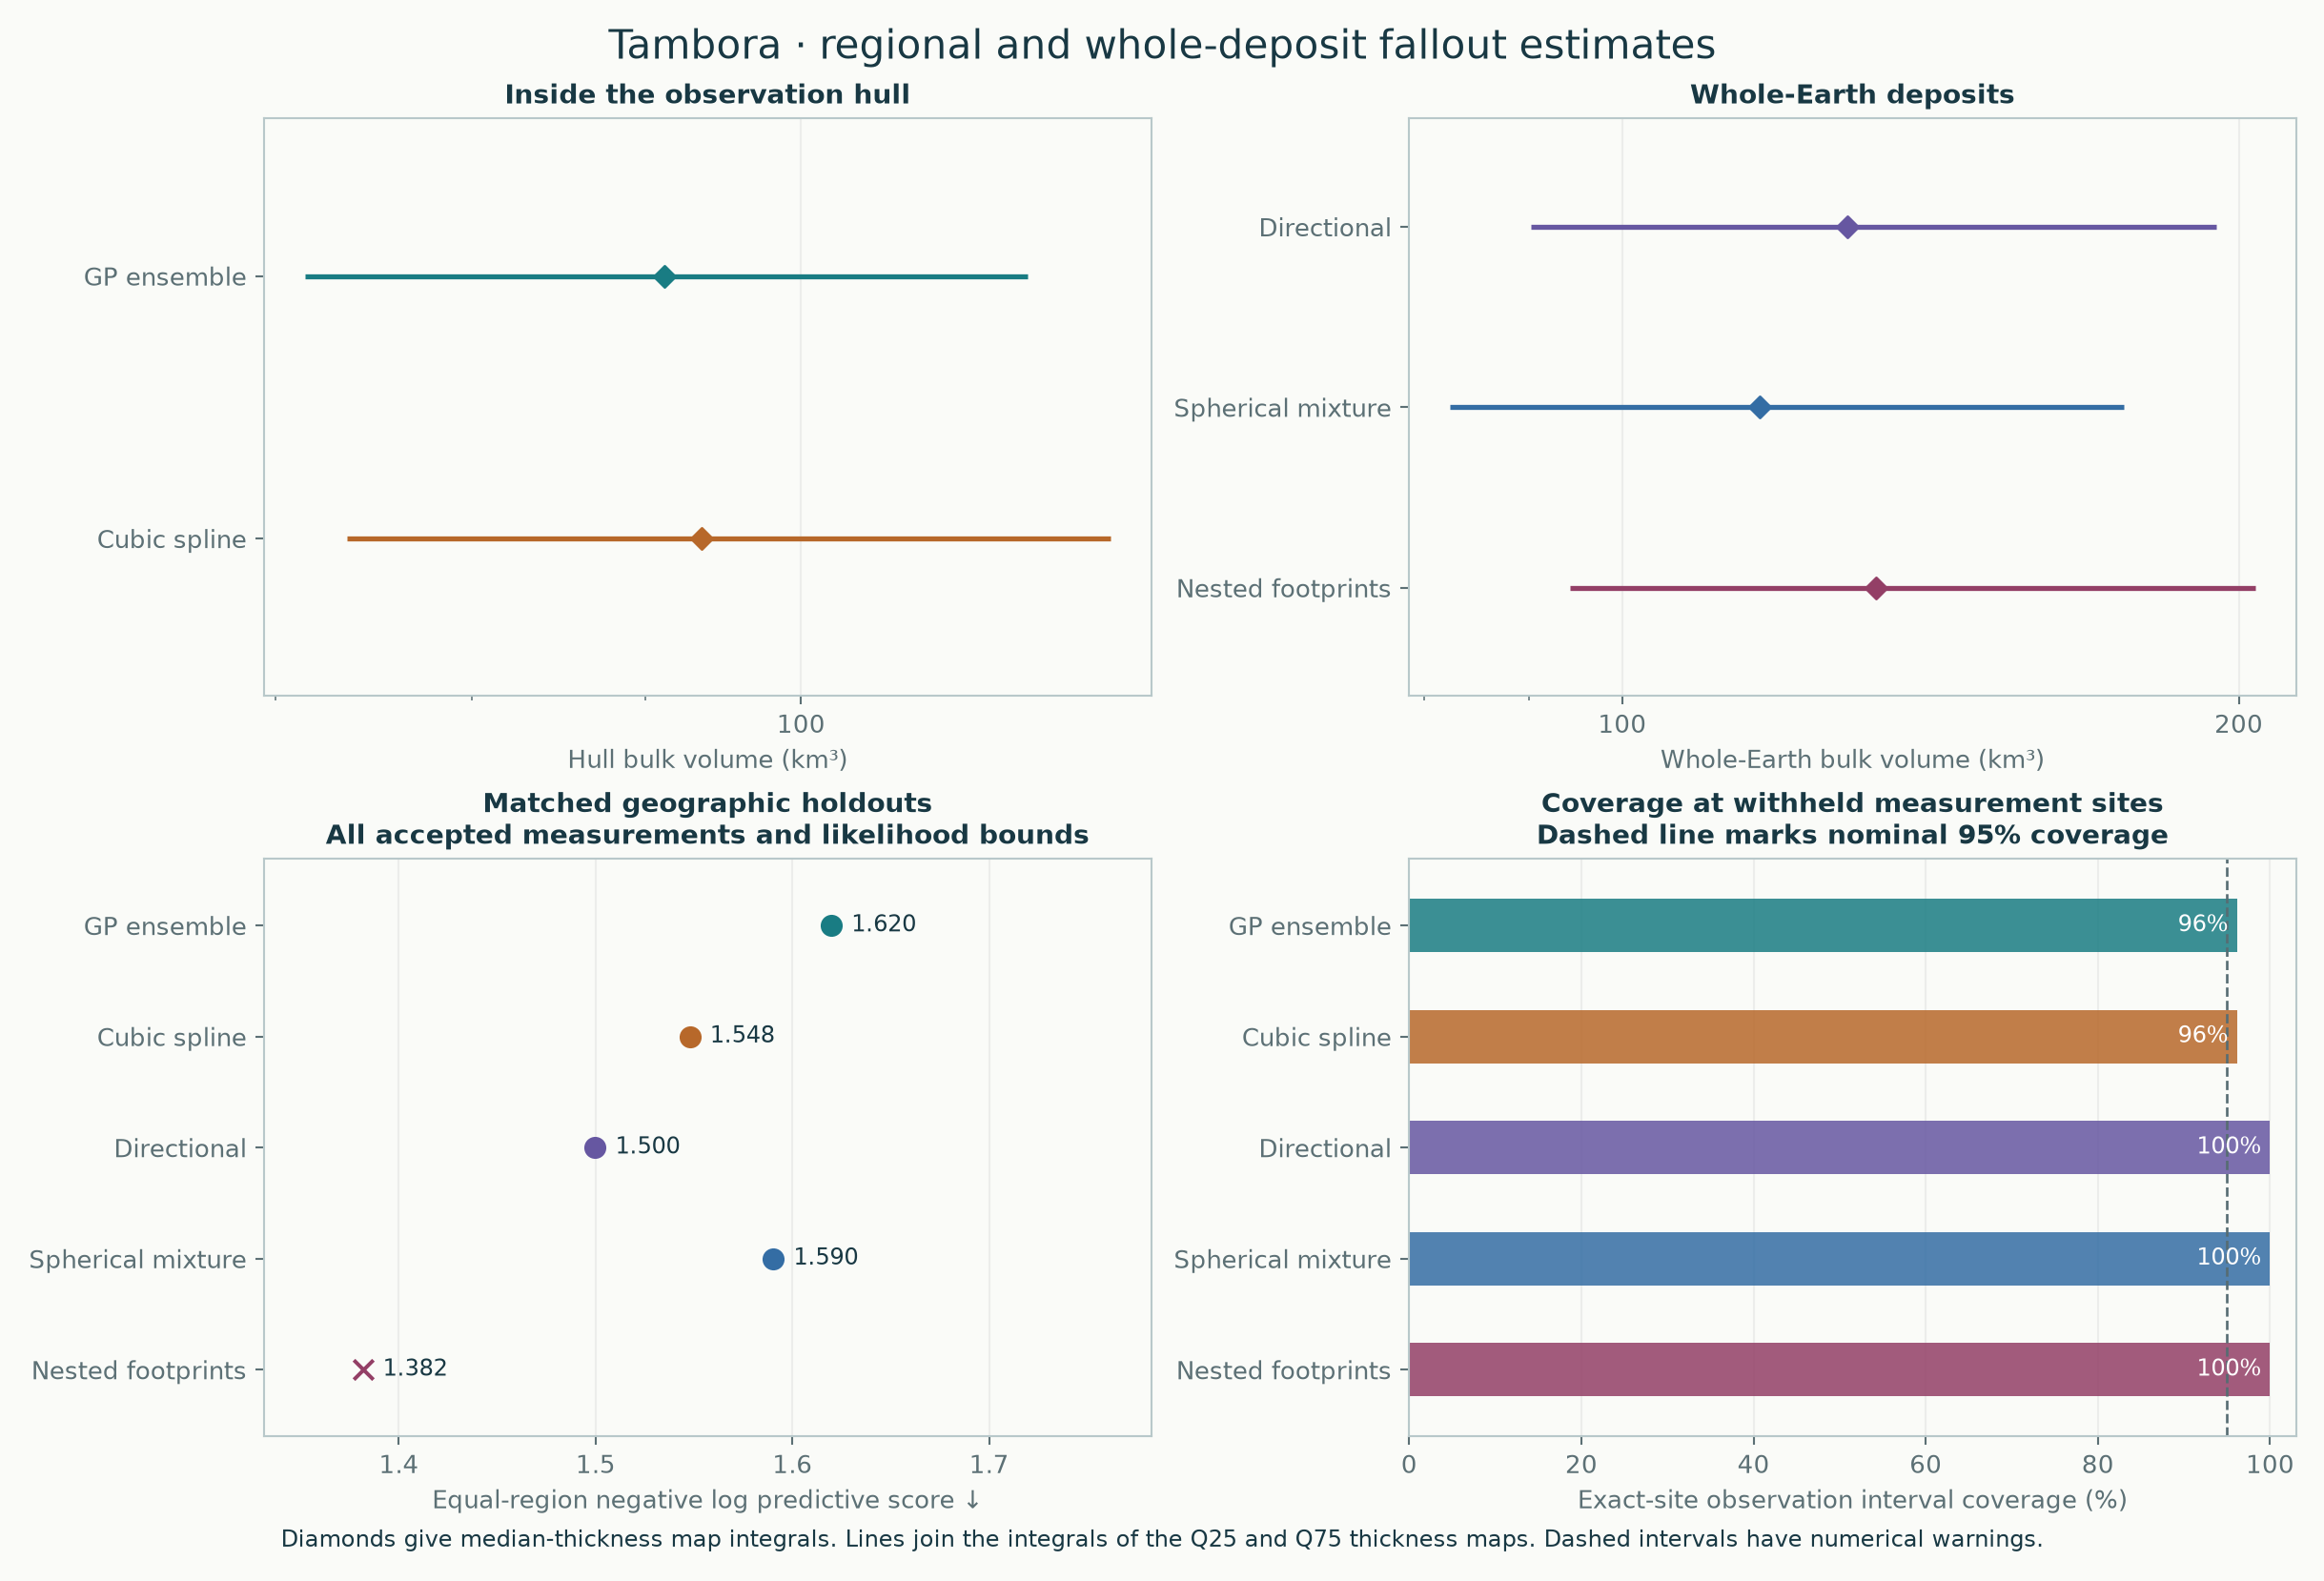 Tambora · regional and whole-deposit fallout estimates
Inside the observation hull
GP ensemble
Cubic spline
100
Hull bulk volume (km³)
Whole-Earth deposits
Directional
Spherical mixture
Nested footprints
100
200
Whole-Earth bulk volume (km³)
Matched geographic holdouts
All accepted measurements and likelihood bounds
GP ensemble
1.620
Cubic spline
1.548
Directional
1.500
Spherical mixture
1.590
Nested footprints
1.382
1.4
1.5
1.6
1.7
Equal-region negative log predictive score ↓
Coverage at withheld measurement sites
Dashed line marks nominal 95% coverage
GP ensemble
96%
Cubic spline
96%
Directional
100%
Spherical mixture
100%
Nested footprints
100%
0
20
40
60
80
100
Exact-site observation interval coverage (%)
Diamonds give median-thickness map integrals. Lines join the integrals of the Q25 and Q75 thickness maps. Dashed intervals have numerical warnings.